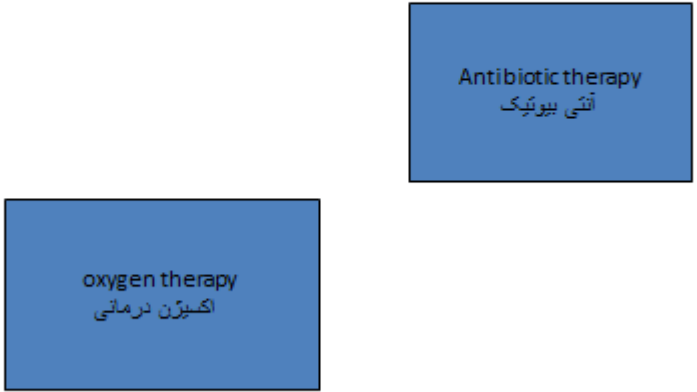 Antibiotic therapy
آنتی بیوتیک
oxygen therapy
اکسیژن درمانی